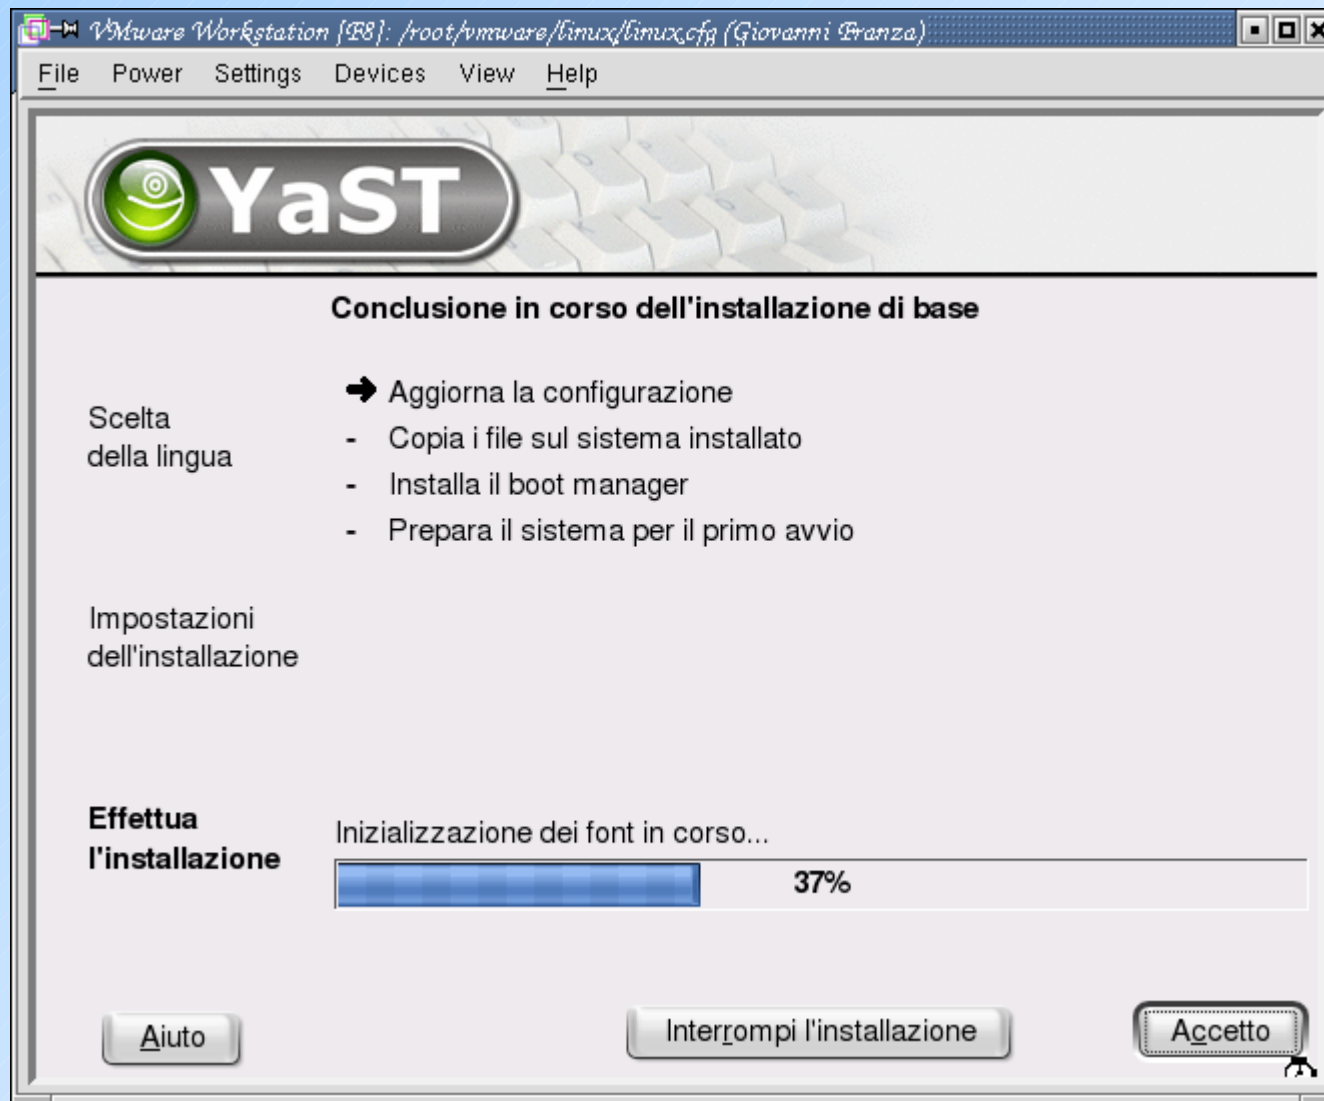 VMware Workstation [F8]: /root/vmware/linux/linux.cfg (Giovanni Franza)
File Power Settings Devices View Help
YaST
Conclusione in corso dell'installazione di base
Scelta
della lingua
Aggiorna la configurazione
- Copia i file sul sistema installato
- Installa il boot manager
- Prepara il sistema per il primo avvio
Impostazioni
dell'installazione
Effettua
l'installazione
Inizializzazione dei font in corso...
37%
Aiuto
Interrompi l'installazione
Accetto